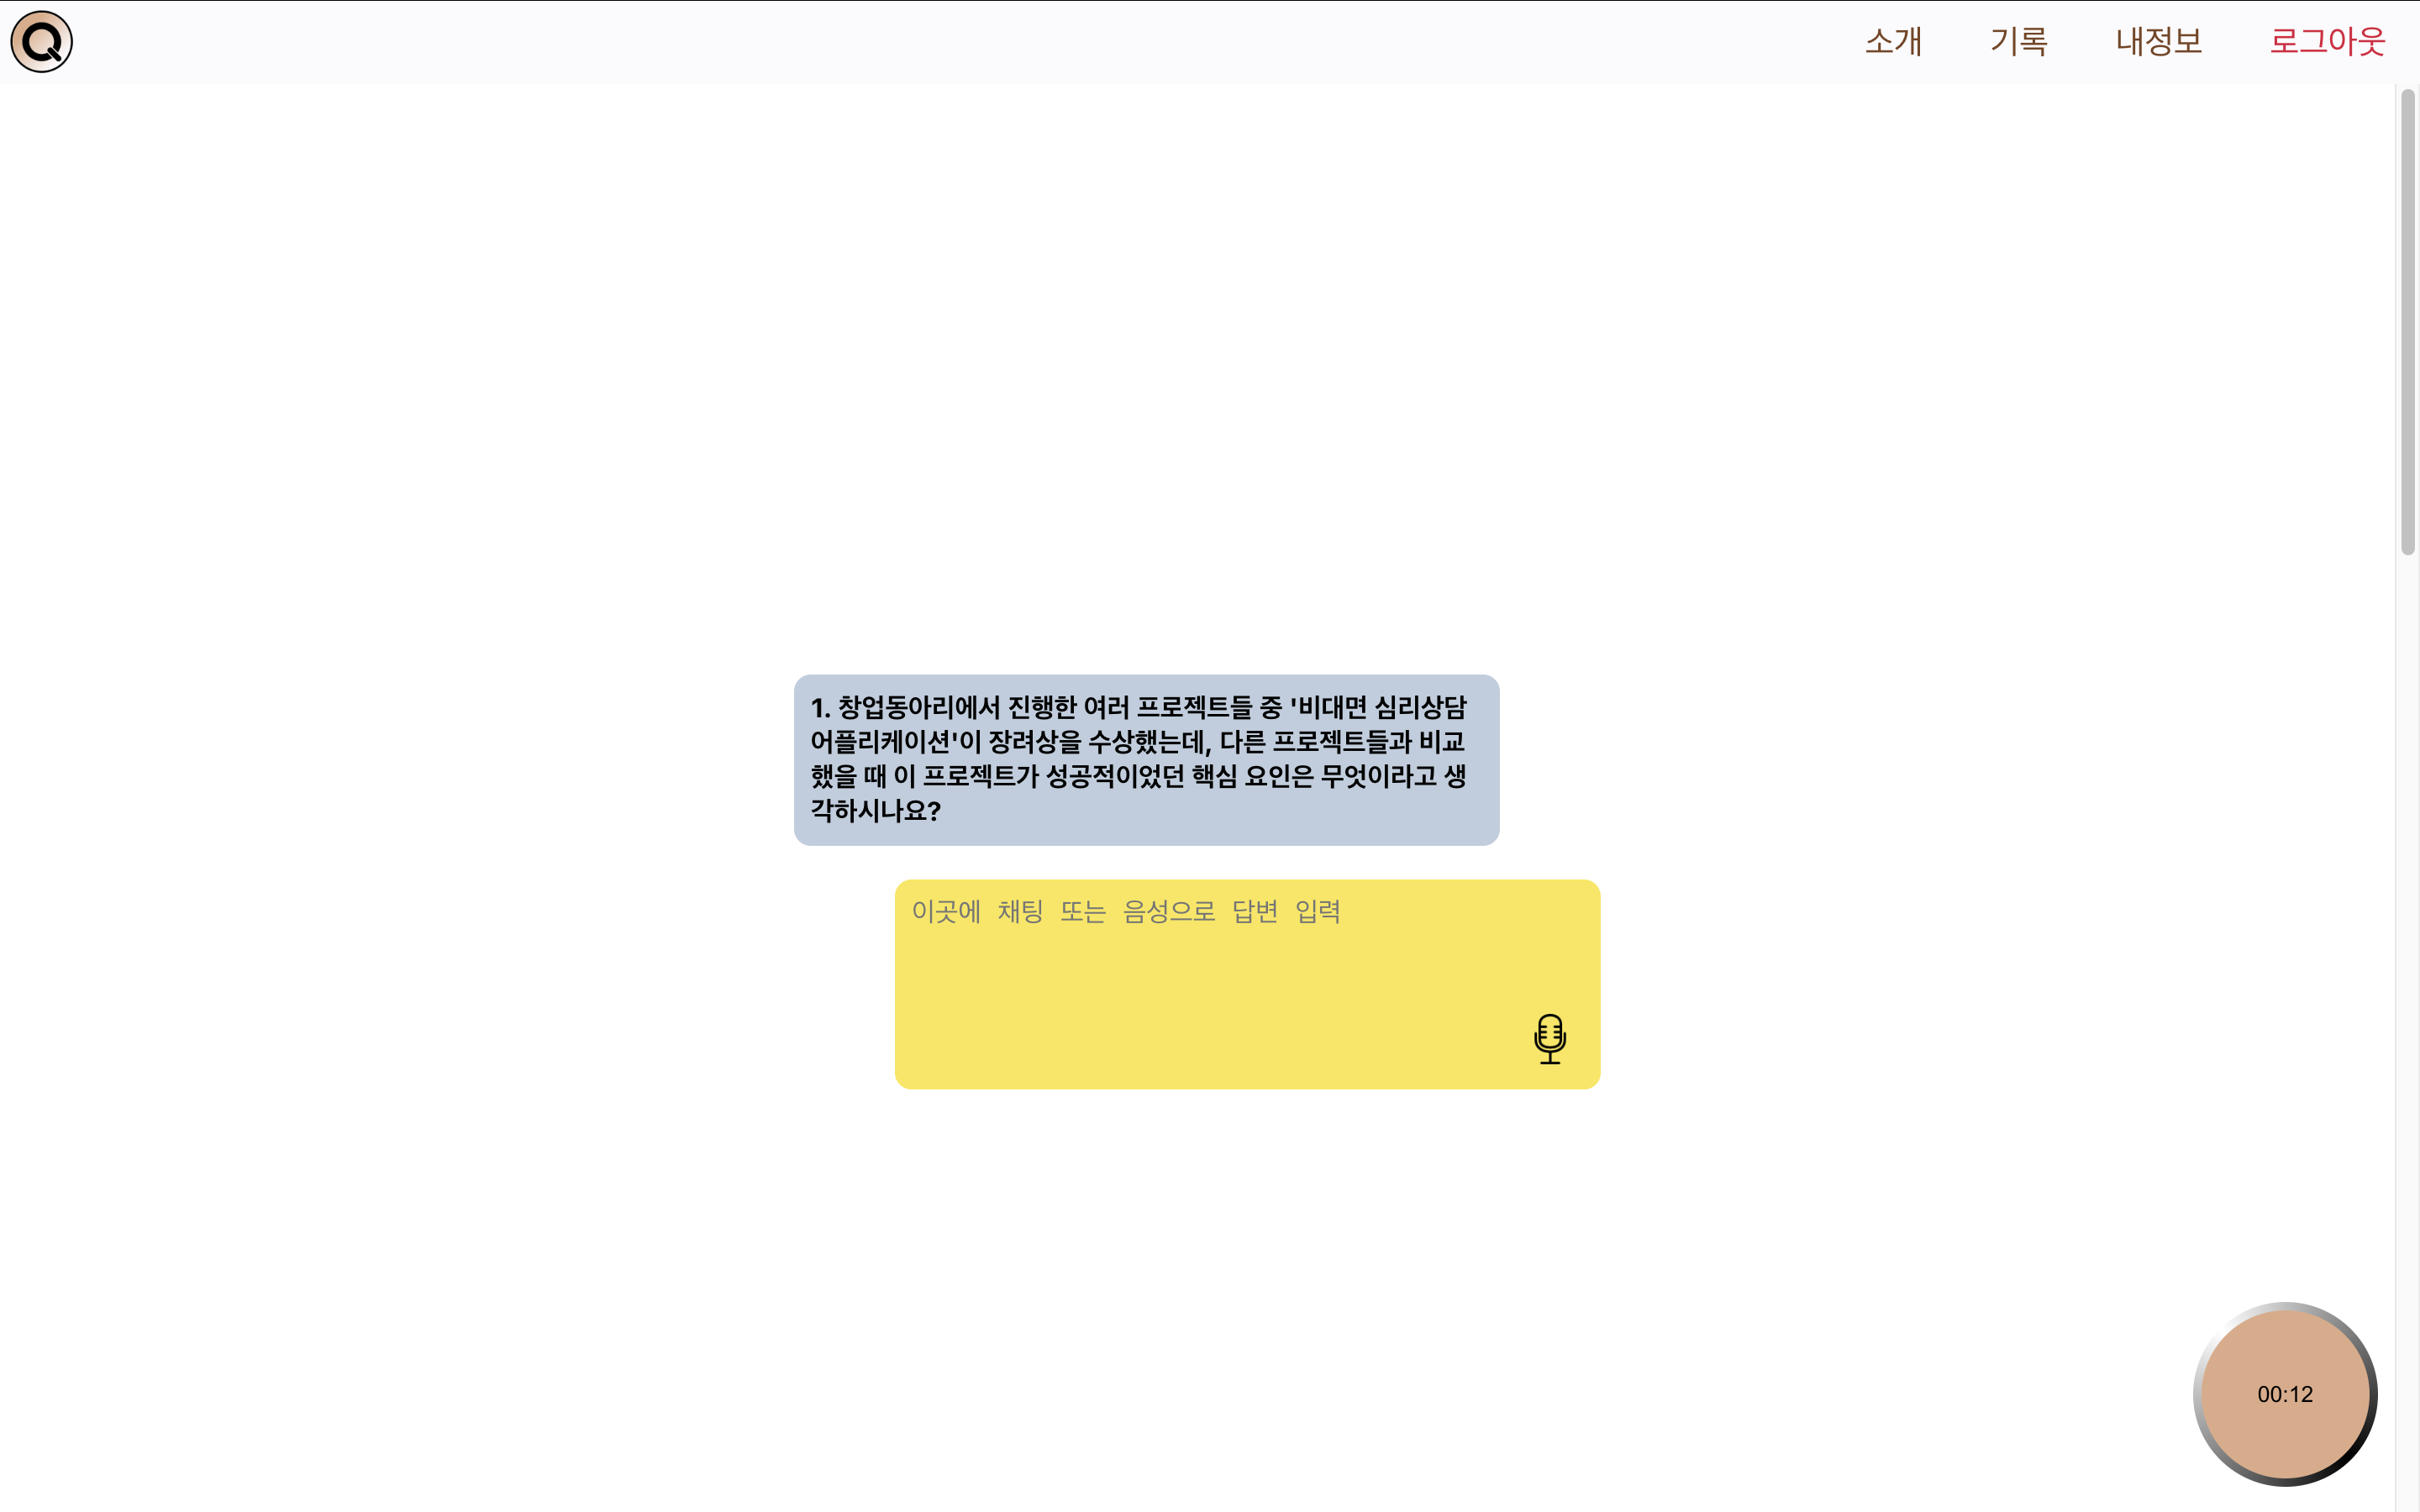 Q
소개 기록 내정보 로그아웃
1. 창업동아리에서 진행한 여러 프로젝트들 중 '비대면 심리상담
어플리케이션'이 장려상을 수상했는데, 다른 프로젝트들과 비교
했을 때 이 프로젝트가 성공적이었던 핵심 요인은 무엇이라고 생
각하시나요?
이곳에 채팅 또는 음성으로 답변 입력
00:12